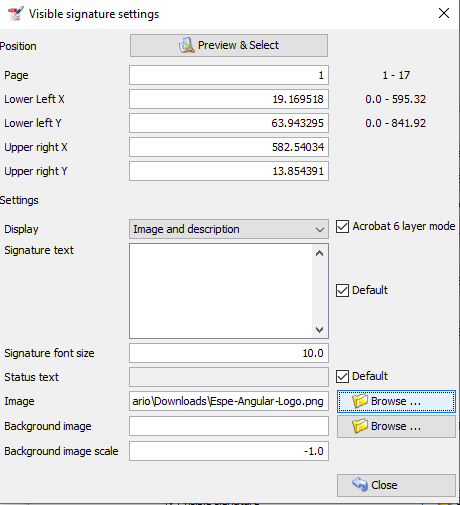 Visible signature settings
Position
Preview & Select
Page 1 1 - 17
Lower Left X 19.169518 0.0 - 595.32
Lower left Y 63.943295 0.0 - 841.92
Upper right X 582.54034
Upper right Y 13.854391
Settings
Display Image and description Acrobat 6 layer mode
Signature text
Default
Signature font size 10.0
Status text Default
Image ario\Downloads\Espe-Angular-Logo.png Browse ...
Background image Browse ...
Background image scale -1.0
Close